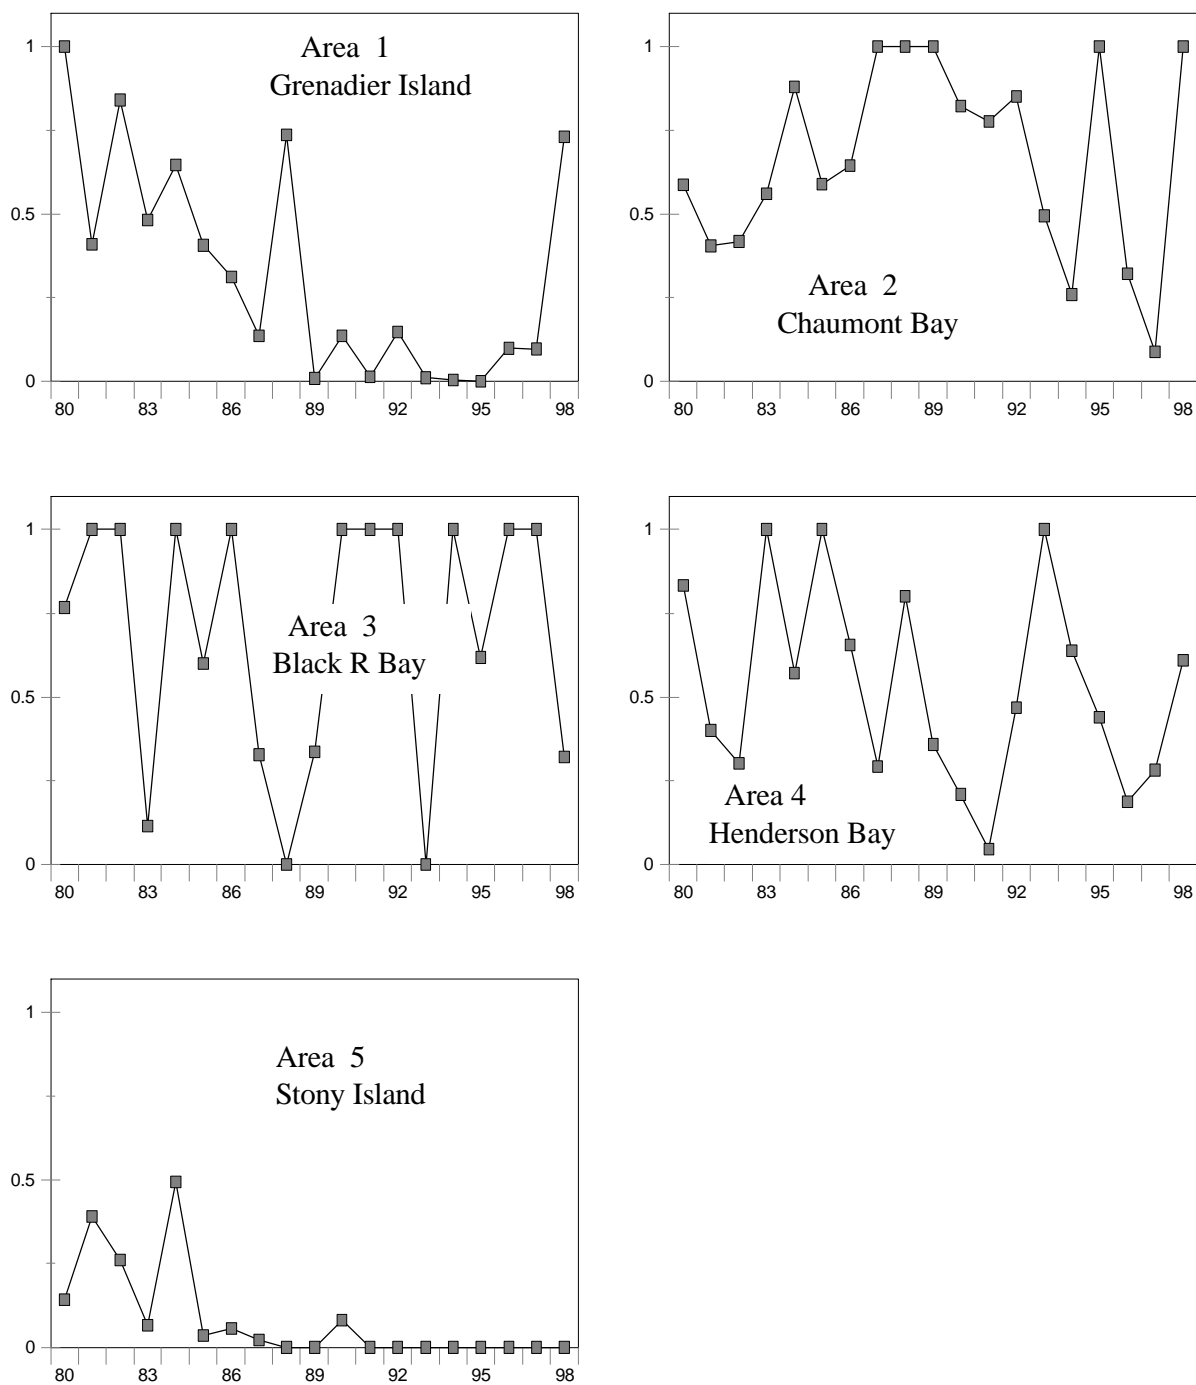 Area 1
Grenadier Island
1
0.5
0
80 83 86 89 92 95 98
Area 2
Chaumont Bay
1
0.5
0
80 83 86 89 92 95 98
Area 3
Black R Bay
1
0.5
0
80 83 86 89 92 95 98
Area 4
Henderson Bay
1
0.5
0
80 83 86 89 92 95 98
Area 5
Stony Island
1
0.5
0
80 83 86 89 92 95 98